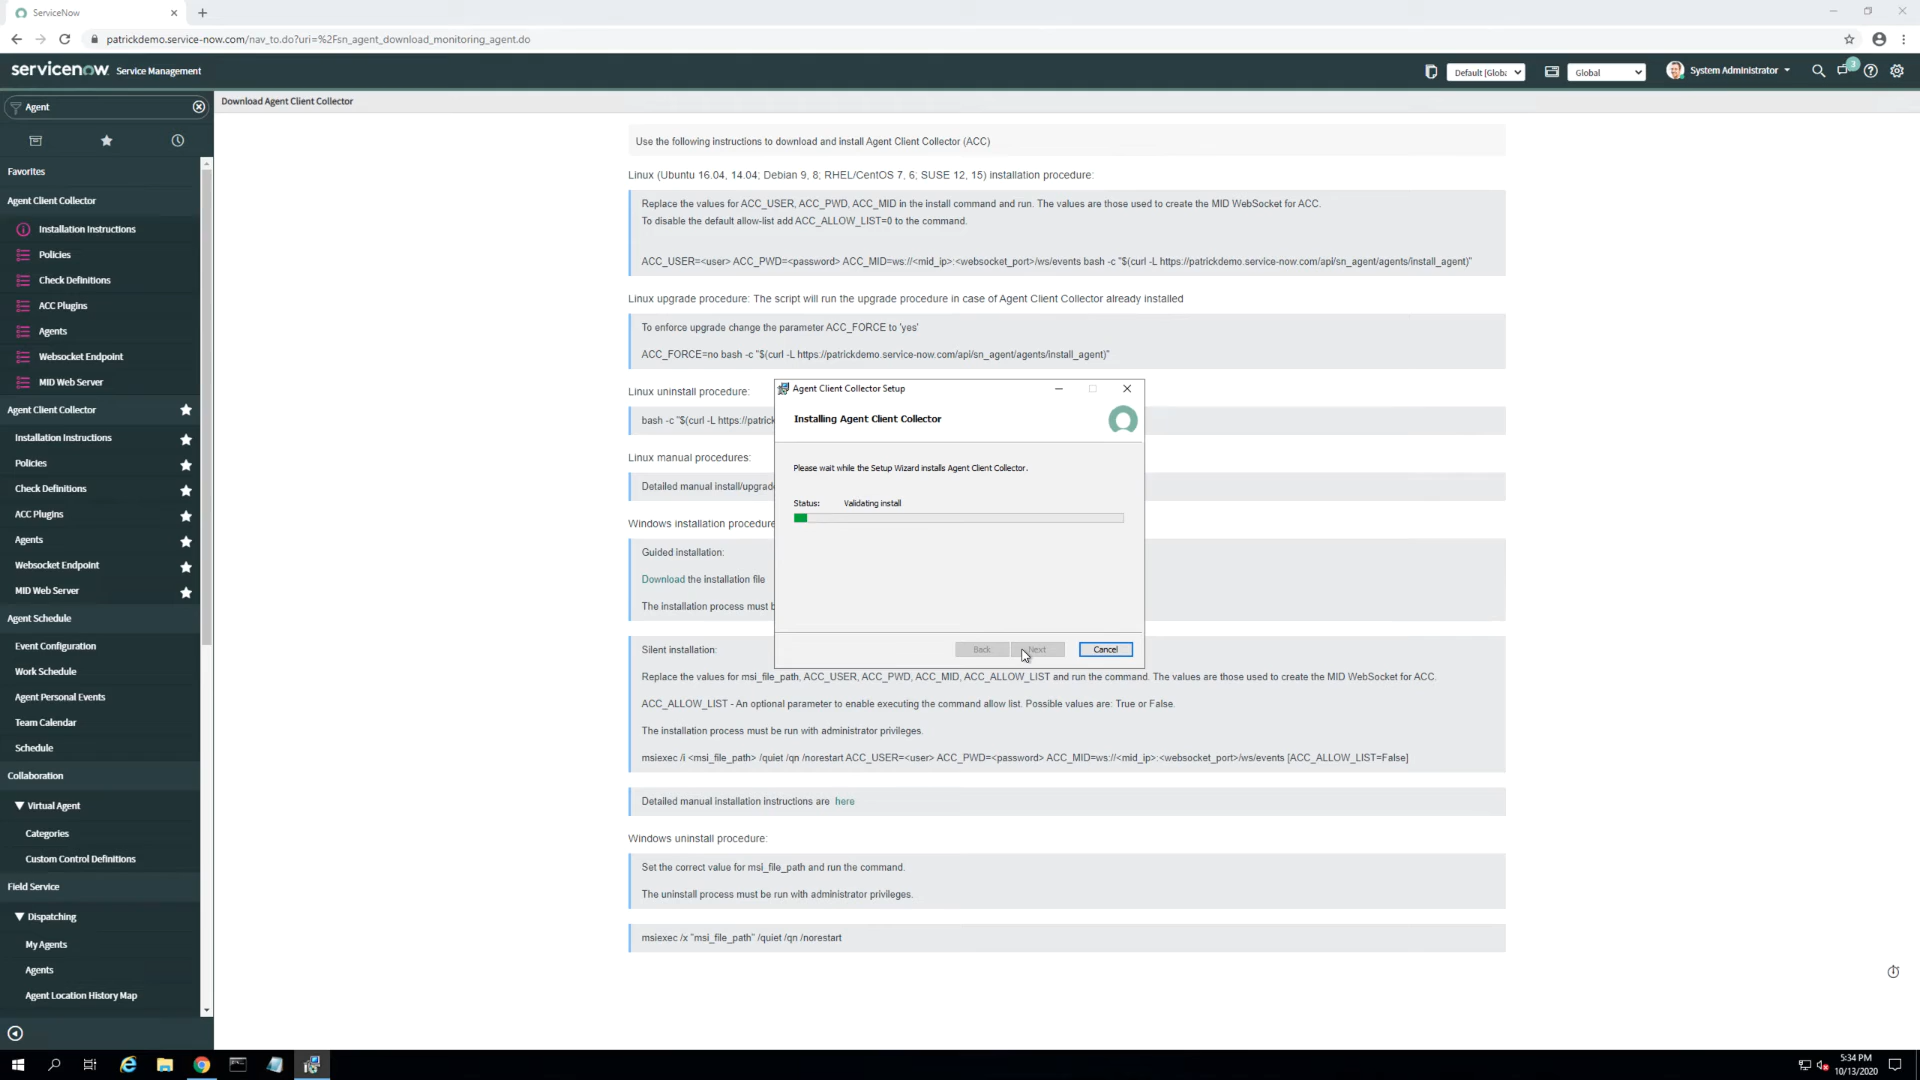 ServiceNow
patrickdemo.service-now.com/nav_to.do?uri=%2Fsn_agent_download_monitoring_agent.do
servicenow Service Management
Default [Globa
Global
System Administrator
3
Agent
Download Agent Client Collector
Favorites
Agent Client Collector
Installation Instructions
Policies
Check Definitions
ACC Plugins
Agents
Websocket Endpoint
MID Web Server
Agent Client Collector
Installation Instructions
Policies
Check Definitions
ACC Plugins
Agents
Websocket Endpoint
MID Web Server
Agent Schedule
Event Configuration
Work Schedule
Agent Personal Events
Team Calendar
Schedule
Collaboration
Virtual Agent
Categories
Custom Control Definitions
Field Service
Dispatching
My Agents
Agents
Agent Location History Map
Use the following instructions to download and install Agent Client Collector (ACC)
Linux (Ubuntu 16.04, 14.04; Debian 9, 8; RHEL/CentOS 7, 6; SUSE 12, 15) installation procedure:
Replace the values for ACC_USER, ACC_PWD, ACC_MID in the install command and run. The values are those used to create the MID WebSocket for ACC.
To disable the default allow-list add ACC_ALLOW_LIST=0 to the command.
ACC_USER=<user> ACC_PWD=<password> ACC_MID=ws://<mid_ip>:<websocket_port>/ws/events bash -c "$(curl -L https://patrickdemo.service-now.com/api/sn_agent/agents/install_agent)"
Linux upgrade procedure: The script will run the upgrade procedure in case of Agent Client Collector already installed
To enforce upgrade change the parameter ACC_FORCE to 'yes'
ACC_FORCE=no bash -c "$(curl -L https://patrickdemo.service-now.com/api/sn_agent/agents/install_agent)"
Linux uninstall procedure:
bash -c "$(curl -L https://patrick
Linux manual procedures:
Detailed manual install/upgrade
Windows installation procedure
Guided installation:
Download the installation file
The installation process must b
Agent Client Collector Setup
Installing Agent Client Collector
Please wait while the Setup Wizard installs Agent Client Collector.
Status: Validating install
Back Next Cancel
Silent installation:
Replace the values for msi_file_path, ACC_USER, ACC_PWD, ACC_MID, ACC_ALLOW_LIST and run the command. The values are those used to create the MID WebSocket for ACC.
ACC_ALLOW_LIST - An optional parameter to enable executing the command allow list. Possible values are: True or False.
The installation process must be run with administrator privileges.
msiexec /i <msi_file_path> /quiet /qn /norestart ACC_USER=<user> ACC_PWD=<password> ACC_MID=ws://<mid_ip>:<websocket_port>/ws/events [ACC_ALLOW_LIST=False]
Detailed manual installation instructions are here
Windows uninstall procedure:
Set the correct value for msi_file_path and run the command.
The uninstall process must be run with administrator privileges.
msiexec /x "msi_file_path" /quiet /qn /norestart
5:34 PM
10/13/2020